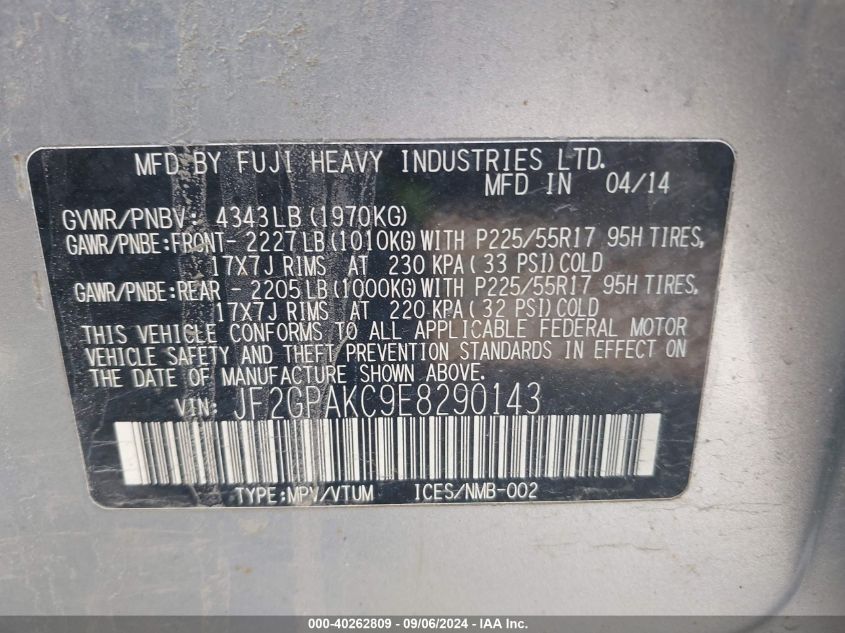 MFD BY FUJI HEAVY INDUSTRIES LTD.
MFD IN 04/14
GVWR/PNBV: 4343LB (1970KG)
GAWR/PNBE:FRONT- 2227LB(1010KG)WITH P225/55R17 95H TIRES,
17X7J RIMS AT 230 KPA(33 PSI)COLD
GAWR/PNBE:REAR - 2205LB(1000KG)WITH P225/55R17 95H TIRES,
17X7J RIMS AT 220 KPA(32 PSI)COLD
THIS VEHICLE CONFORMS TO ALL APPLICABLE FEDERAL MOTOR
VEHICLE SAFETY AND THEFT PREVENTION STANDARDS IN EFFECT ON
THE DATE OF MANUFACTURE SHOWN ABOVE.
VIN: JF2GPAKC9E8290143
TYPE:MPV/VTUM ICES/NMB-002
000-40262809 - 09/06/2024 - IAA Inc.